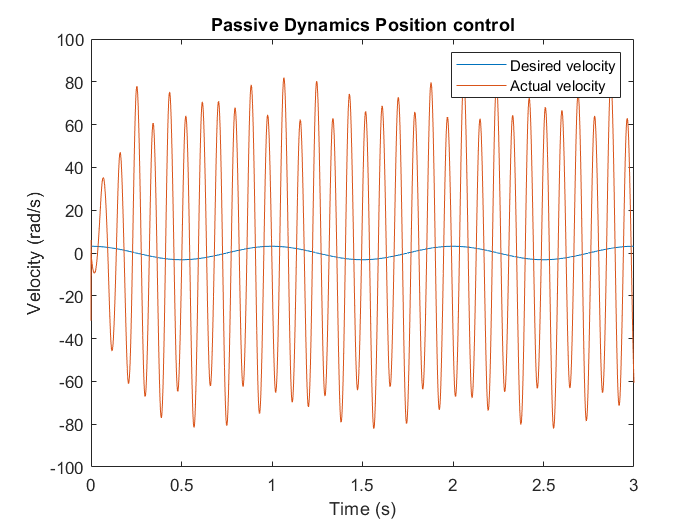 Passive Dynamics Position control
Desired velocity
Actual velocity
100
80
60
40
20
0
-20
-40
-60
-80
-100
Velocity (rad/s)
0 0.5 1 1.5 2 2.5 3
Time (s)